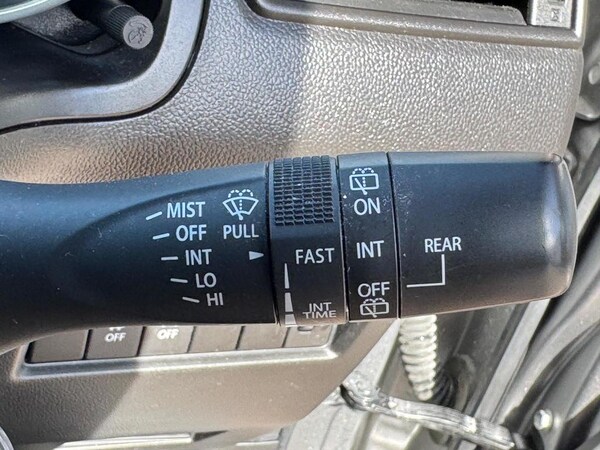 MIST
OFF
INT
LO
HI
PULL
FAST
INT
TIME
ON
INT
OFF
REAR
OFF
OFF